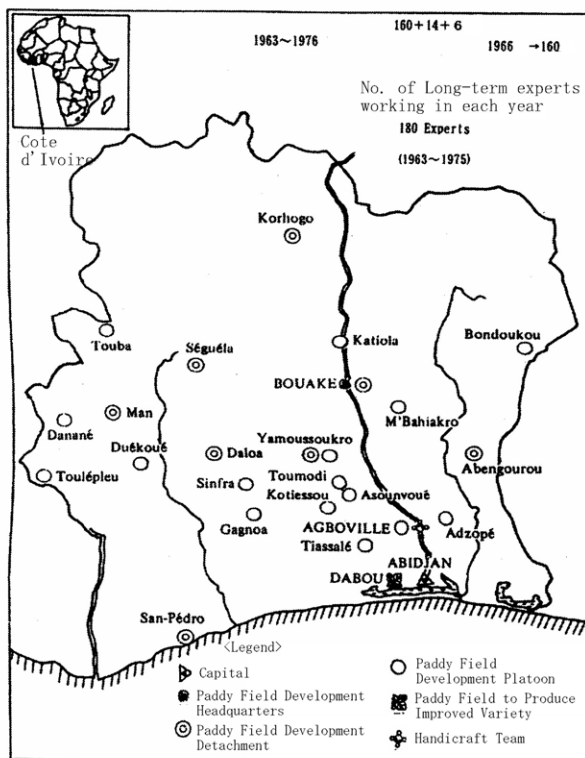 160+14+6
1963~1976
1966 →160
No. of Long-term experts
working in each year
180 Experts
(1963~1975)
Cote
d'Ivoire
Korhogo
Touba
Katiola
Bondoukou
Séguéla
BOUAKE
Man
M'Bahiakro
Danané
Duékoué
Daloa
Yamoussoukro
Abengourou
Toulépleu
Sinfra
Toumodi
Kotiessou
Asounvoué
Gagnoa
AGBOVILLE
Adzopé
Tiassalé
ABIDJAN
DABOU
San-Pédro
<Legend>
Capital
Paddy Field Development
Headquarters
Paddy Field Development
Detachment
Paddy Field
Development Platoon
Paddy Field to Produce
Improved Variety
Handicraft Team